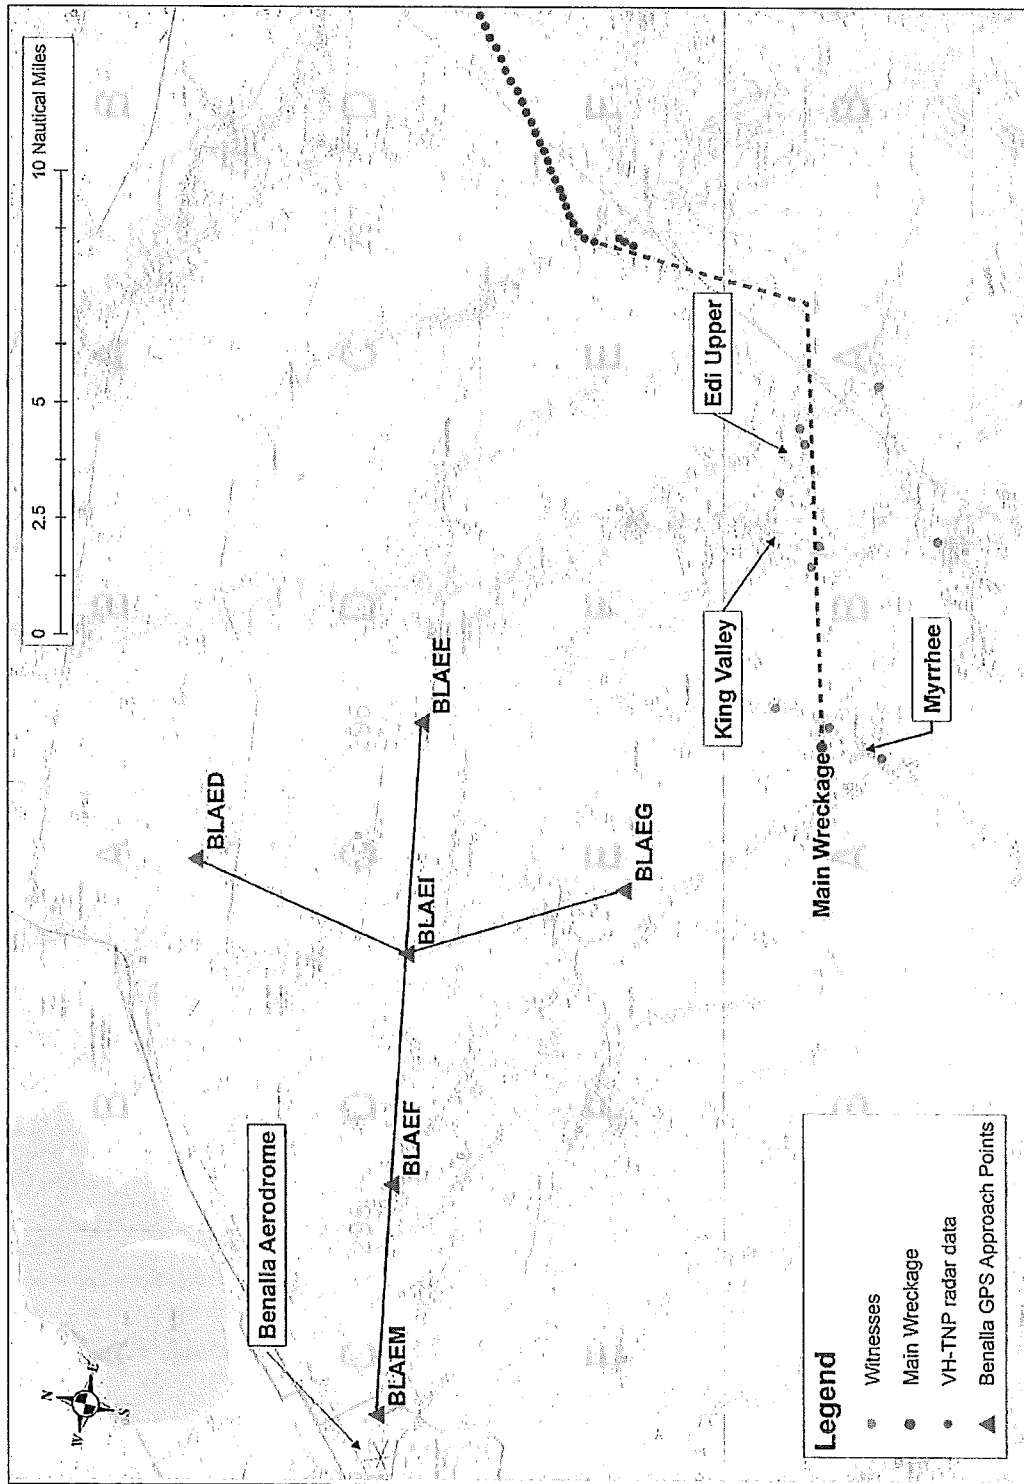 0
2.5
5
10 Nautical Miles
N
W
E
S
Benalla Aerodrome
BLAEM
BLAEF
BLAEI
BLAED
BLAEE
BLAEG
King Valley
Edi Upper
Main Wreckage
Myrrhee
Legend
Witnesses
Main Wreckage
VH-TNP radar data
Benalla GPS Approach Points